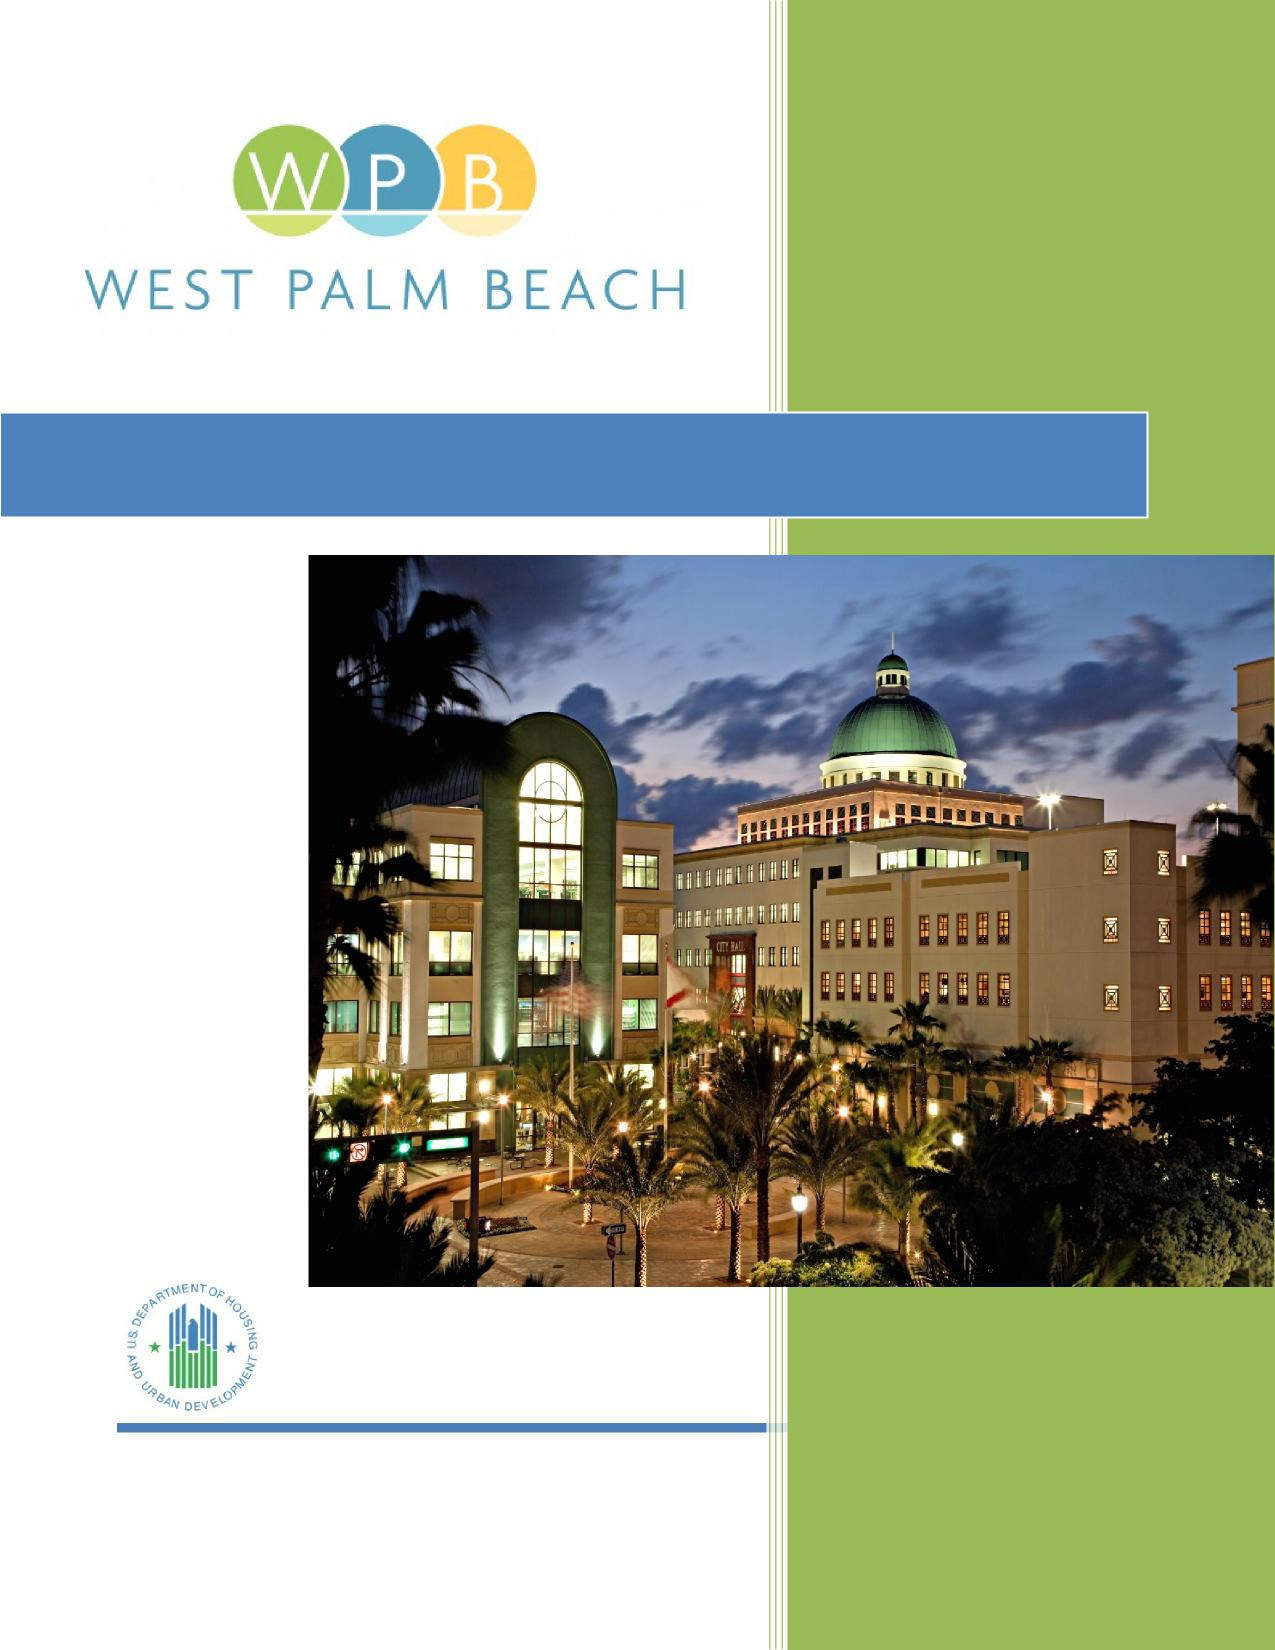 WPB
WEST PALM BEACH
CITY HALL
U.S. DEPARTMENT OF HOUSING
AND URBAN DEVELOPMENT